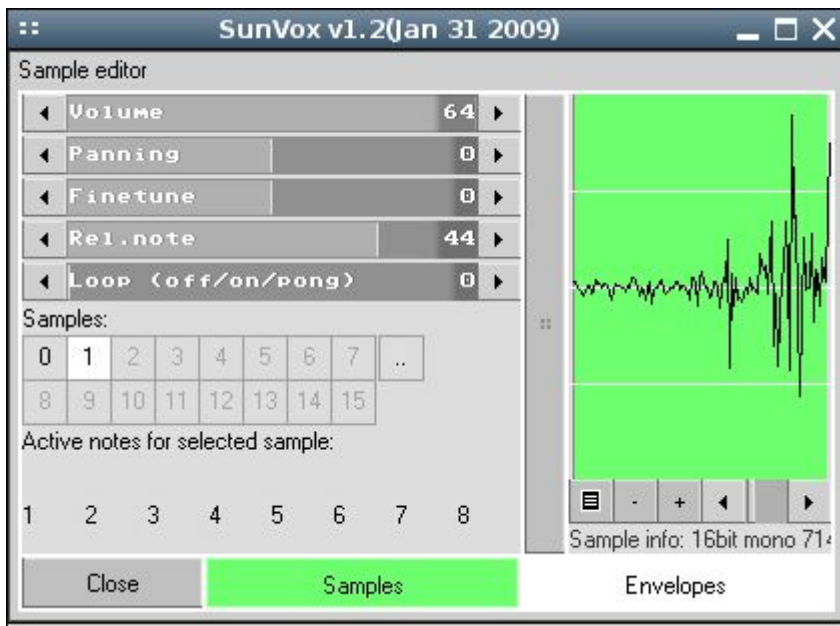 SunVox v1.2(Jan 31 2009)
Sample editor
Volume 64
Panning 0
Finetune 0
Rel.note 44
Loop (off/on/pong) 0
Samples:
0 1 2 3 4 5 6 7 ..
8 9 10 11 12 13 14 15
Active notes for selected sample:
1 2 3 4 5 6 7 8
- +
Sample info: 16bit mono 714
Close Samples Envelopes